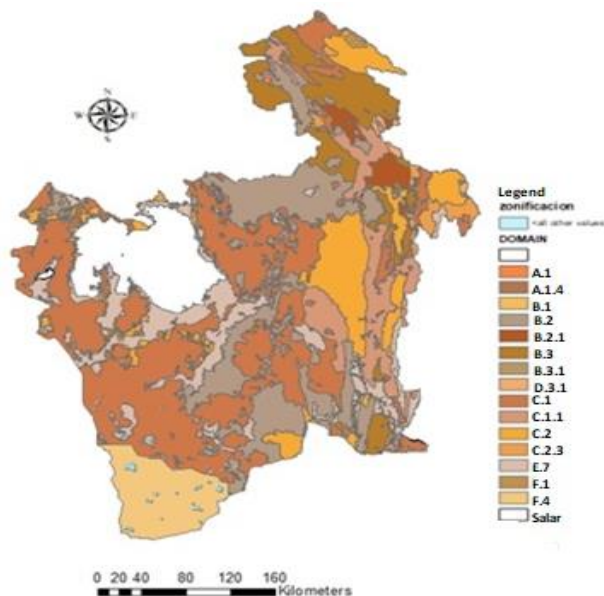 N
W E
S
Legend
zonificacion
<all other values>
DOMAIN
A.1
A.1.4
B.1
B.2
B.2.1
B.3
B.3.1
D.3.1
C.1
C.1.1
C.2
C.2.3
E.7
F.1
F.4
Salar
0 20 40 80 120 160
Kilometers